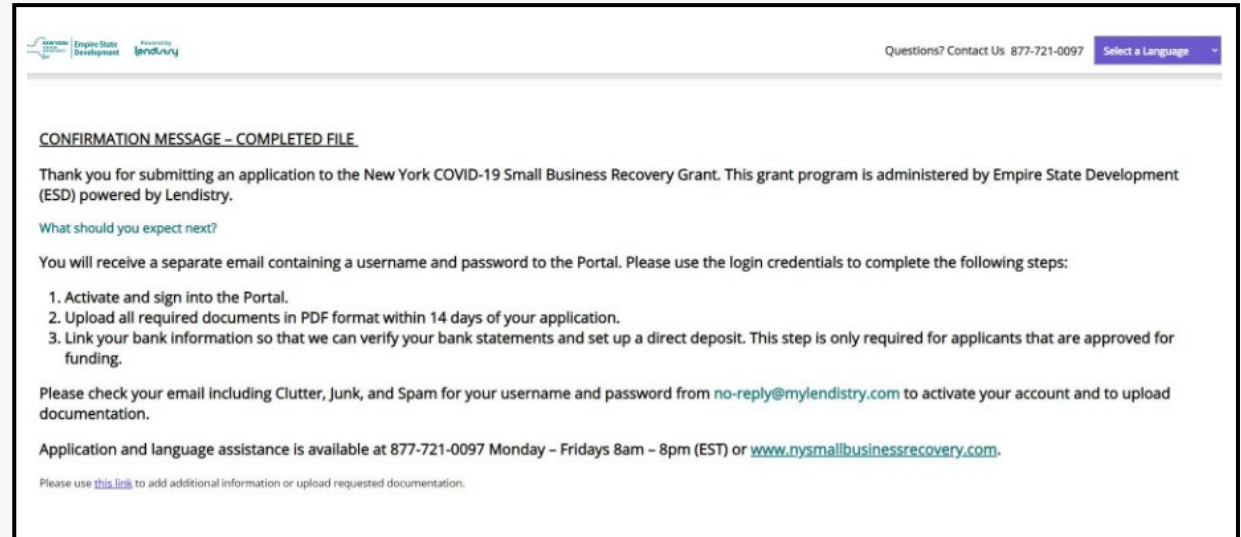 Empire State
Development
Powered by
lendistry
Questions? Contact Us 877-721-0097
Select a Language
CONFIRMATION MESSAGE – COMPLETED FILE
Thank you for submitting an application to the New York COVID-19 Small Business Recovery Grant. This grant program is administered by Empire State Development
(ESD) powered by Lendistry.
What should you expect next?
You will receive a separate email containing a username and password to the Portal. Please use the login credentials to complete the following steps:
1. Activate and sign into the Portal.
2. Upload all required documents in PDF format within 14 days of your application.
3. Link your bank information so that we can verify your bank statements and set up a direct deposit. This step is only required for applicants that are approved for
funding.
Please check your email including Clutter, Junk, and Spam for your username and password from no-reply@mylendistry.com to activate your account and to upload
documentation.
Application and language assistance is available at 877-721-0097 Monday – Fridays 8am – 8pm (EST) or www.nysmallbusinessrecovery.com.
Please use this link to add additional information or upload requested documentation.